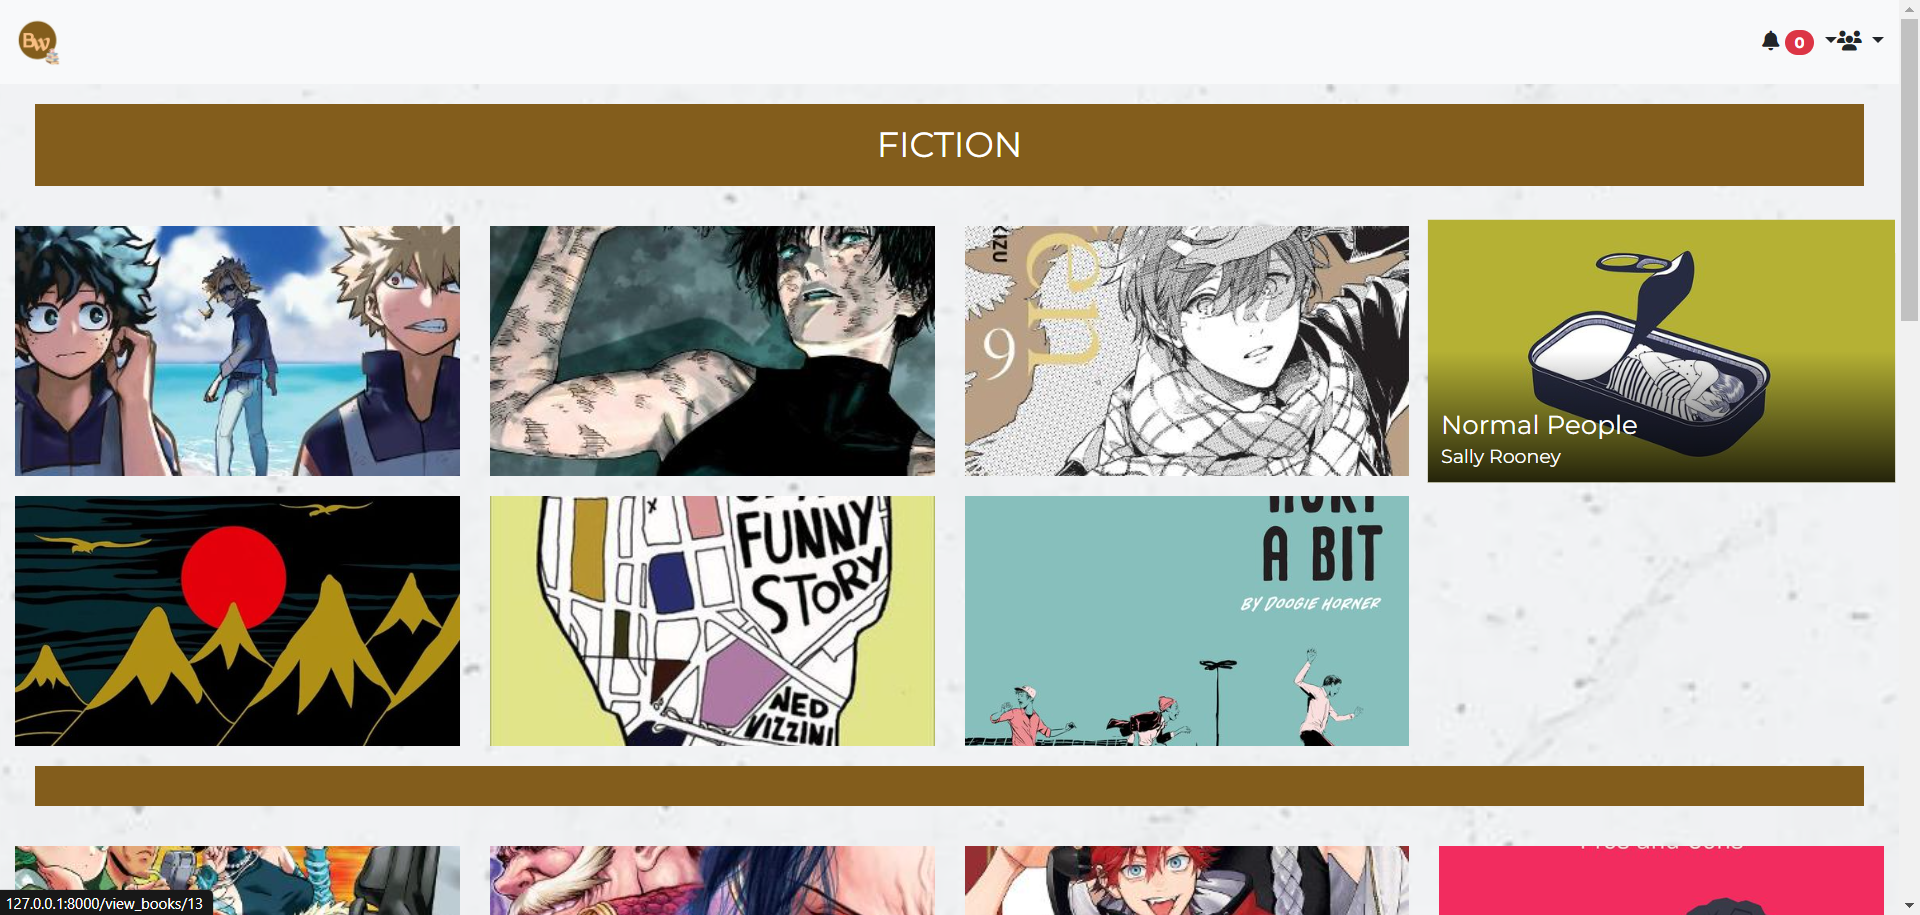 BW
0
FICTION
en
9
Normal People
Sally Rooney
FUNNY
STORY
NED
VIZZINI
A BIT
BY DOOGIE HORNER
127.0.0.1:8000/view_books/13